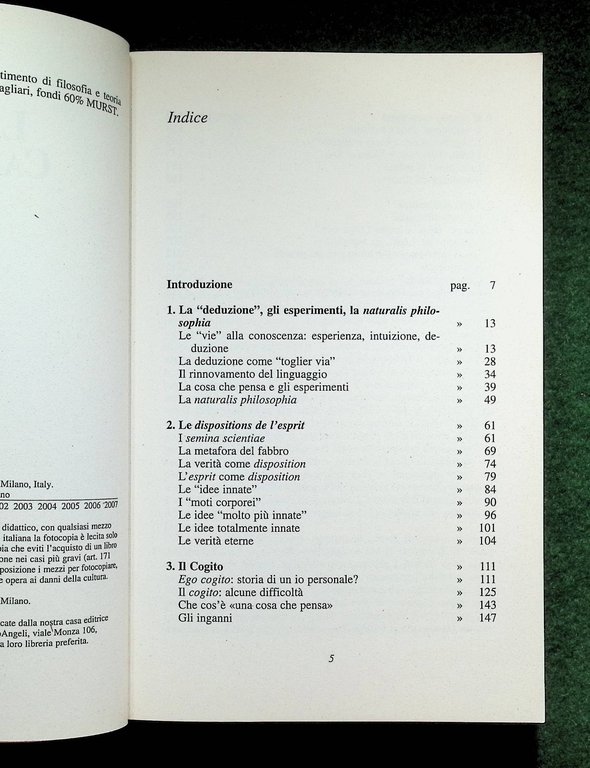 timento di filosofia e teoria
agliari, fondi 60% MURST.
Milano, Italy.
no
02 2003 2004 2005 2006 2007
didattico, con qualsiasi mezzo
italiana la fotocopia è lecita solo
pia che eviti l'acquisto di un libro
one nei casi più gravi (art. 171
posizione i mezzi per fotocopiare,
e opera ai danni della cultura.
Milano.
cate dalla nostra casa editrice
oAngeli, viale Monza 106,
a loro libreria preferita.
Indice
Introduzione pag. 7
1. La “deduzione”, gli esperimenti, la naturalis philo-
sophia » 13
Le “vie” alla conoscenza: esperienza, intuizione, de-
duzione » 13
La deduzione come “toglier via” » 28
Il rinnovamento del linguaggio » 34
La cosa che pensa e gli esperimenti » 39
La naturalis philosophia » 49
2. Le dispositions de l'esprit » 61
I semina scientiae » 61
La metafora del fabbro » 69
La verità come disposition » 74
L'esprit come disposition » 79
Le “idee innate” » 84
I “moti corporei” » 90
Le idee “molto più innate” » 96
Le idee totalmente innate » 101
Le verità eterne » 104
3. Il Cogito » 111
Ego cogito: storia di un io personale? » 111
Il cogito: alcune difficoltà » 125
Che cos'è «una cosa che pensa» » 143
Gli inganni » 147
5